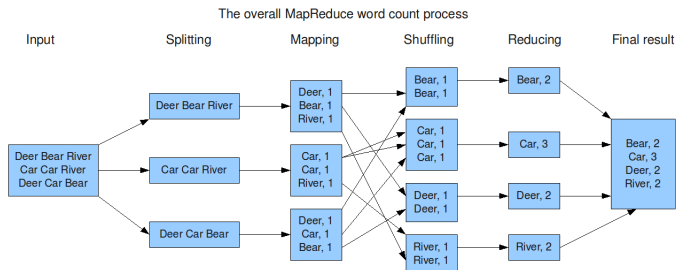 The overall MapReduce word count process
Input
Splitting
Mapping
Shuffling
Reducing
Final result
Deer Bear River
Car Car River
Deer Car Bear
Deer Bear River
Car Car River
Deer Car Bear
Deer, 1
Bear, 1
River, 1
Car, 1
Car, 1
River, 1
Deer, 1
Car, 1
Bear, 1
Bear, 1
Bear, 1
Car, 1
Car, 1
Car, 1
Deer, 1
Deer, 1
River, 1
River, 1
Bear, 2
Car, 3
Deer, 2
River, 2
Bear, 2
Car, 3
Deer, 2
River, 2